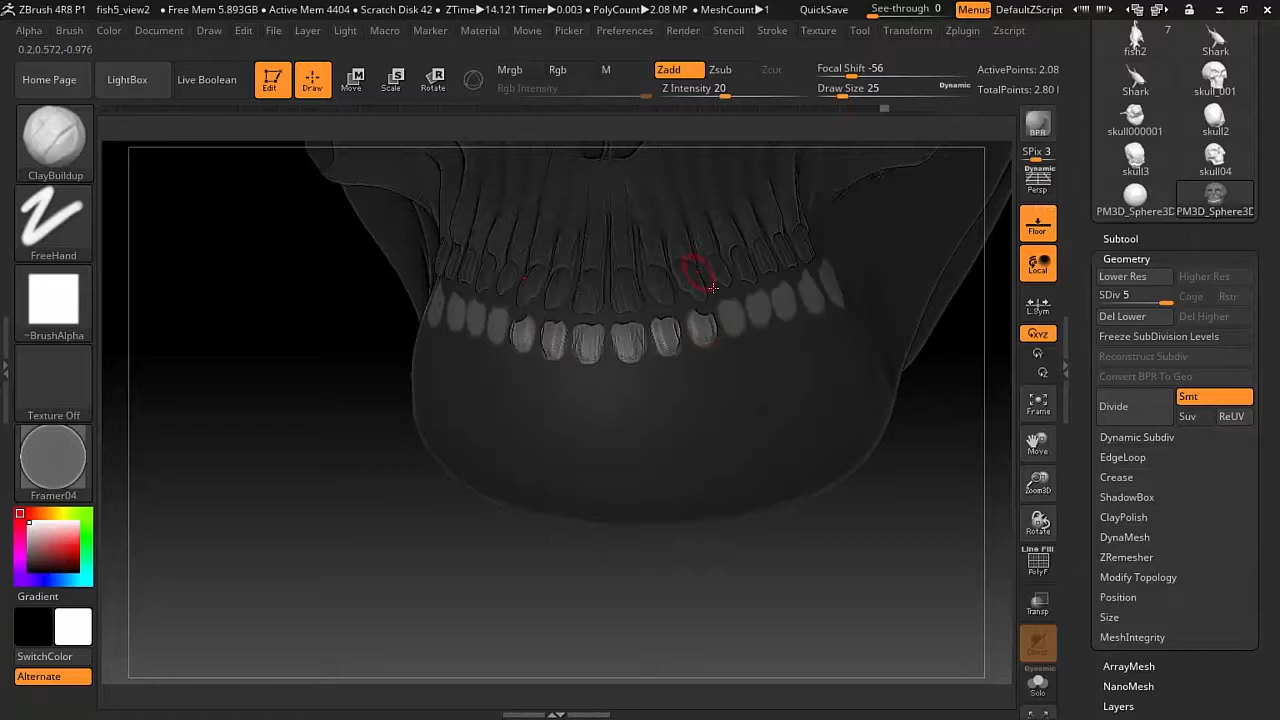 ZBrush 4R8 P1 fish5_view2 • Free Mem 5.893GB • Active Mem 4404 • Scratch Disk 42 • ZTime▶14.121 Timer▶0.003 • PolyCount▶2.08 MP • MeshCount▶1 QuickSave See-through 0 Menus DefaultZScript
Alpha Brush Color Document Draw Edit File Layer Light Macro Marker Material Movie Picker Preferences Render Stencil Stroke Texture Tool Transform Zplugin Zscript
0.2,0.572,-0.976
Home Page LightBox Live Boolean Edit Draw Move Scale Rotate
Mrgb Rgb M Zadd Zsub Zcut
Rgb Intensity Z Intensity 20
Focal Shift -56
Draw Size 25 Dynamic
ActivePoints: 2.08
TotalPoints: 2.80
ClayBuildup
FreeHand
~BrushAlpha
Texture Off
Framer04
Gradient
SwitchColor
Alternate
BPR
SPix 3
Dynamic
Persp
Floor
Local
L.Sym
XYZ
Frame
Move
Zoom3D
Rotate
Line Fill
PolyF
Transp
Ghost
Dynamic
Solo
7
fish2 Shark
Shark skull_001
skull000001 skull2
skull3 skull04
PM3D_Sphere3D PM3D_Sphere3D
Subtool
Geometry
Lower Res Higher Res
SDiv 5 Cage Rstr
Del Lower Del Higher
Freeze SubDivision Levels
Reconstruct Subdiv
Convert BPR To Geo
Divide Smt
Suv ReUV
Dynamic Subdiv
EdgeLoop
Crease
ShadowBox
ClayPolish
DynaMesh
ZRemesher
Modify Topology
Position
Size
MeshIntegrity
ArrayMesh
NanoMesh
Layers